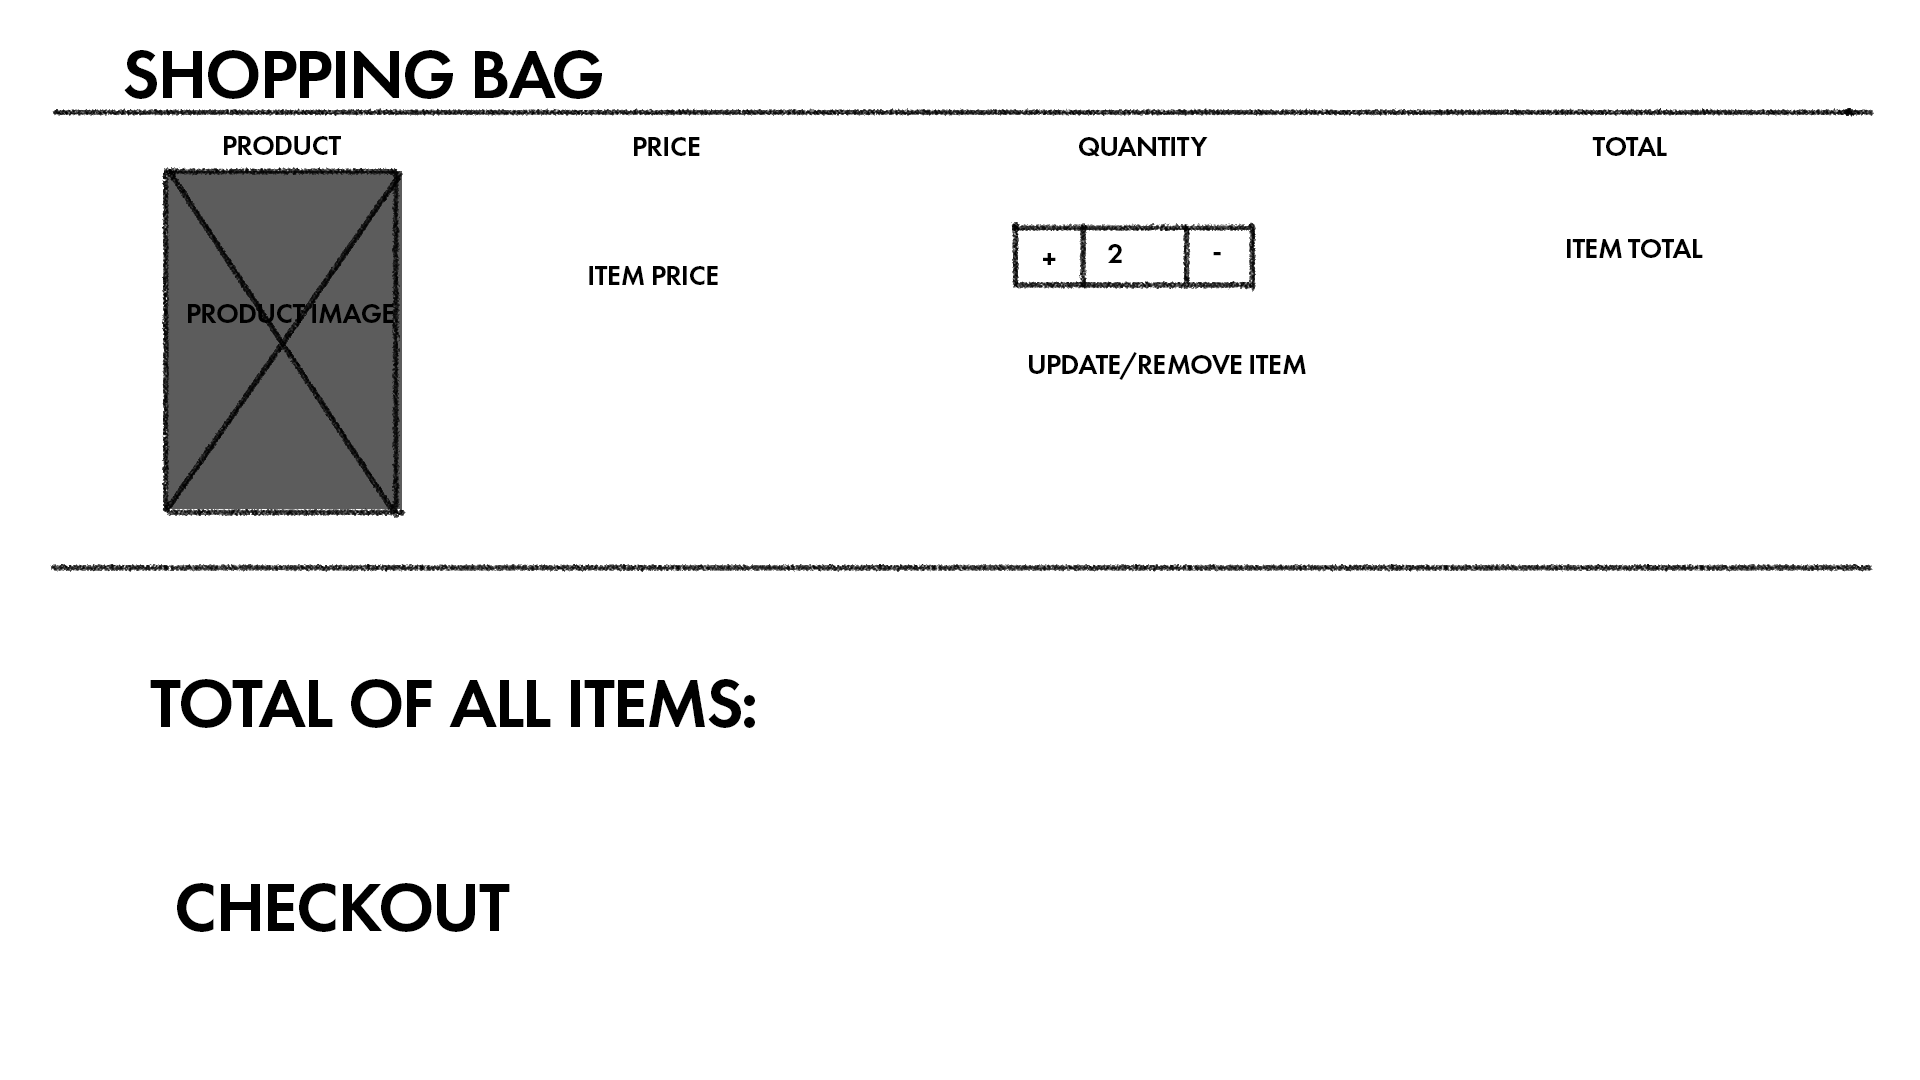 SHOPPING BAG
PRODUCT PRICE QUANTITY TOTAL
+ 2 -
ITEM TOTAL
ITEM PRICE
PRODUCT IMAGE
UPDATE/REMOVE ITEM
TOTAL OF ALL ITEMS:
CHECKOUT